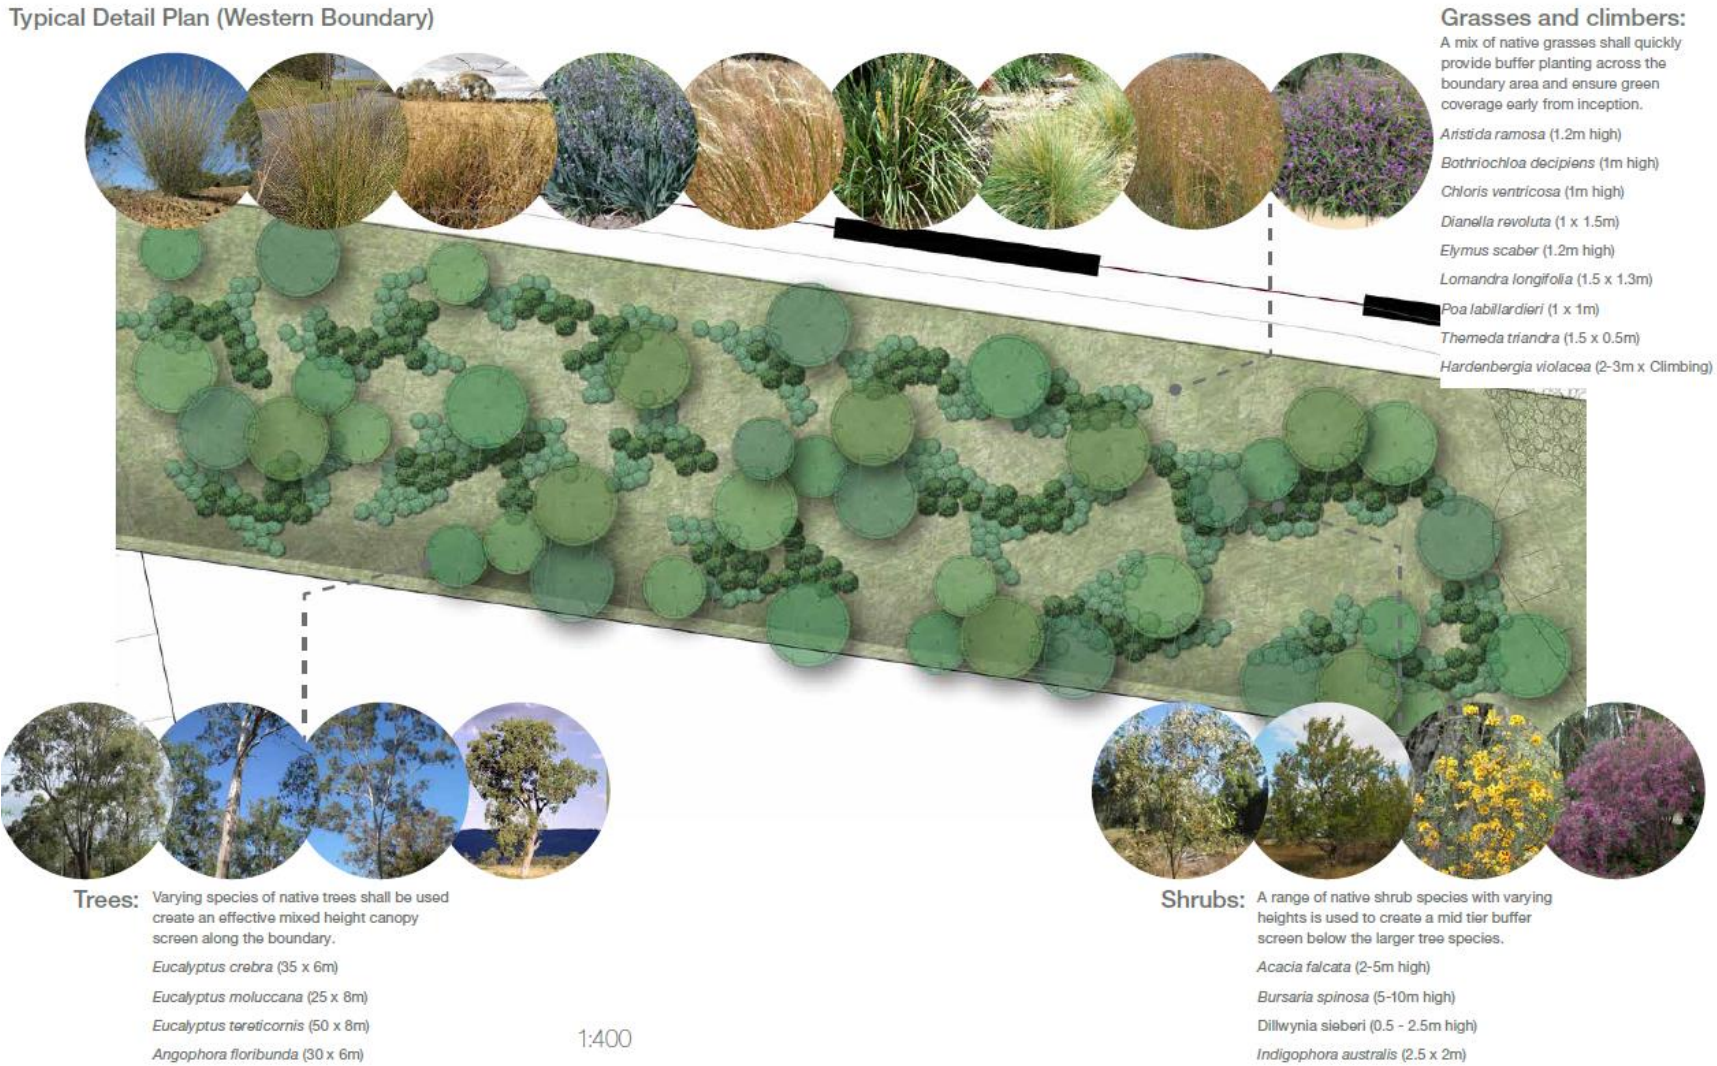 Typical Detail Plan (Western Boundary)
Grasses and climbers:
A mix of native grasses shall quickly
provide buffer planting across the
boundary area and ensure green
coverage early from inception.
Aristida ramosa (1.2m high)
Bothriochloa decipiens (1m high)
Chloris ventricosa (1m high)
Dianella revoluta (1 x 1.5m)
Elymus scaber (1.2m high)
Lomandra longifolia (1.5 x 1.3m)
Poa labillardieri (1 x 1m)
Themeda triandra (1.5 x 0.5m)
Hardenbergia violacea (2-3m x Climbing)
Trees:
Varying species of native trees shall be used
create an effective mixed height canopy
screen along the boundary.
Eucalyptus crebra (35 x 6m)
Eucalyptus moluccana (25 x 8m)
Eucalyptus tereticornis (50 x 8m)
Angophora floribunda (30 x 6m)
1:400
Shrubs:
A range of native shrub species with varying
heights is used to create a mid tier buffer
screen below the larger tree species.
Acacia falcata (2-5m high)
Bursaria spinosa (5-10m high)
Dillwynia sieberi (0.5 - 2.5m high)
Indigophora australis (2.5 x 2m)